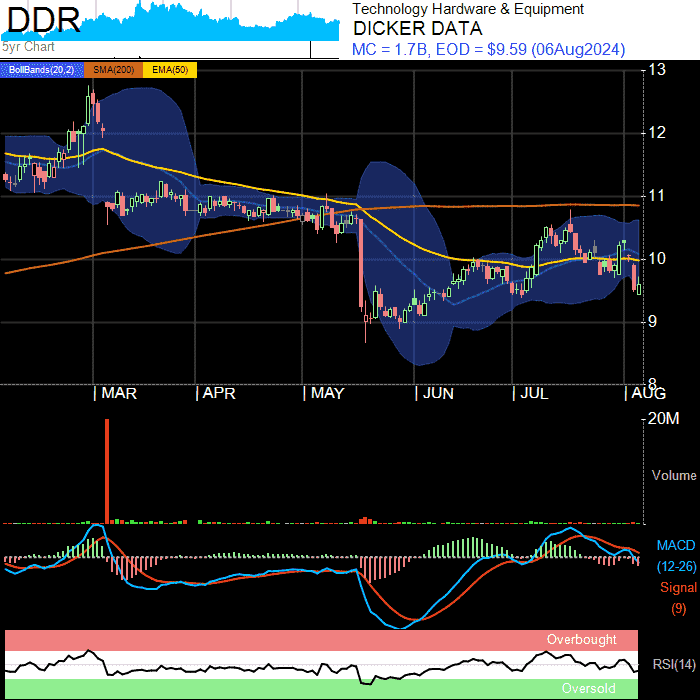 DDR
5yr Chart
Technology Hardware & Equipment
DICKER DATA
MC = 1.7B, EOD = $9.59 (06Aug2024)
BollBands(20,2) SMA(200) EMA(50)
13
12
11
10
9
8
MAR APR MAY JUN JUL AUG
20M
Volume
MACD
(12-26)
Signal
(9)
Overbought
RSI(14)
Oversold